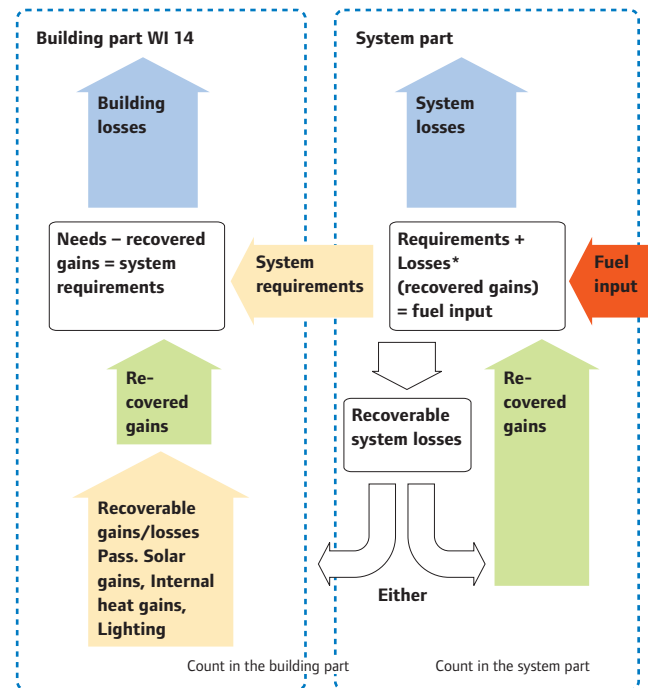 Building part WI 14
System part
Building
losses
System
losses
Needs – recovered
gains = system
requirements
System
requirements
Requirements +
Losses*
(recovered gains)
= fuel input
Fuel
input
Re-
covered
gains
Recoverable
system losses
Re-
covered
gains
Recoverable
gains/losses
Pass. Solar
gains, Internal
heat gains,
Lighting
Either
Count in the building part
Count in the system part